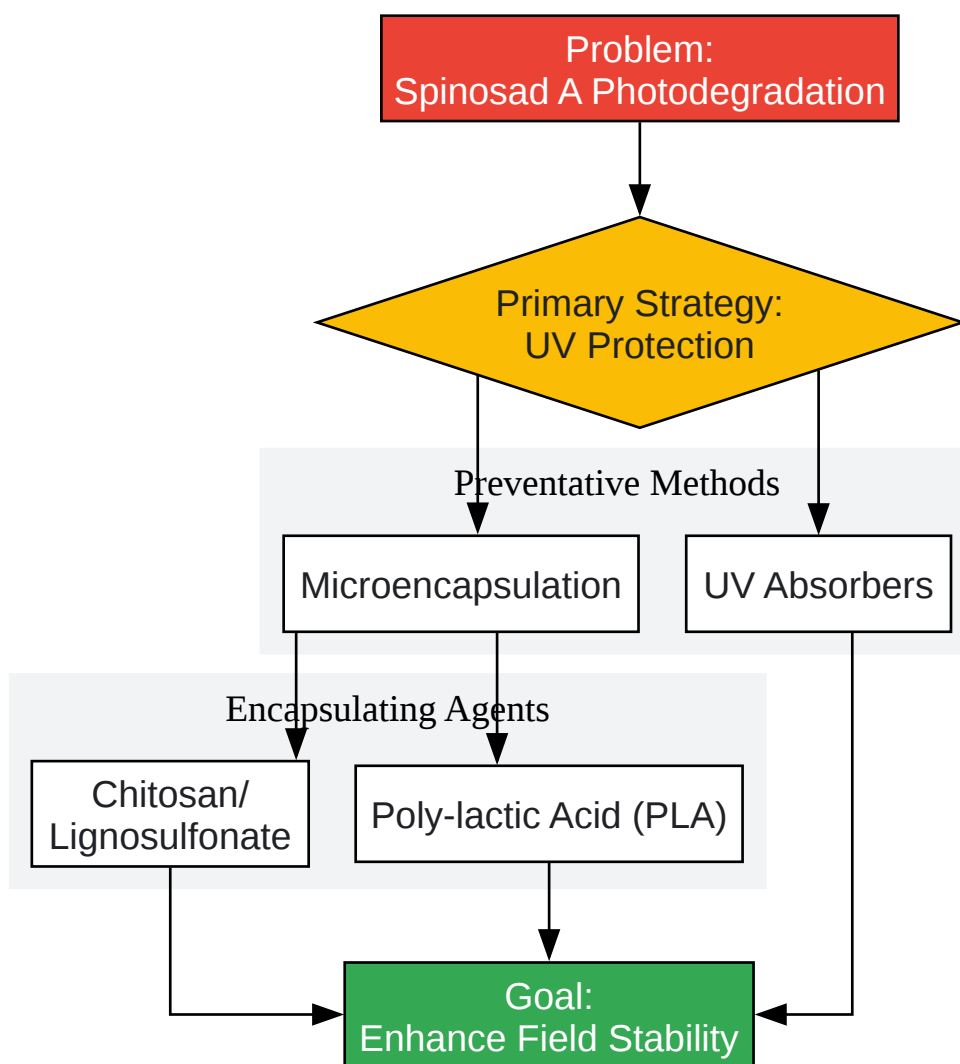 Problem:
Spinosad A Photodegradation
Primary Strategy:
UV Protection
Preventative Methods
Microencapsulation
UV Absorbers
Encapsulating Agents
Chitosan/
Lignosulfonate
Poly-lactic Acid (PLA)
Goal:
Enhance Field Stability